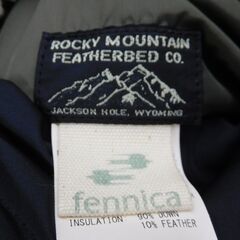 ROCKY MOUNTAIN
FEATHERBED CO.
JACKSON HOLE, WYOMING
fennica
INSULATION 90% DOWN
10% FEATHER